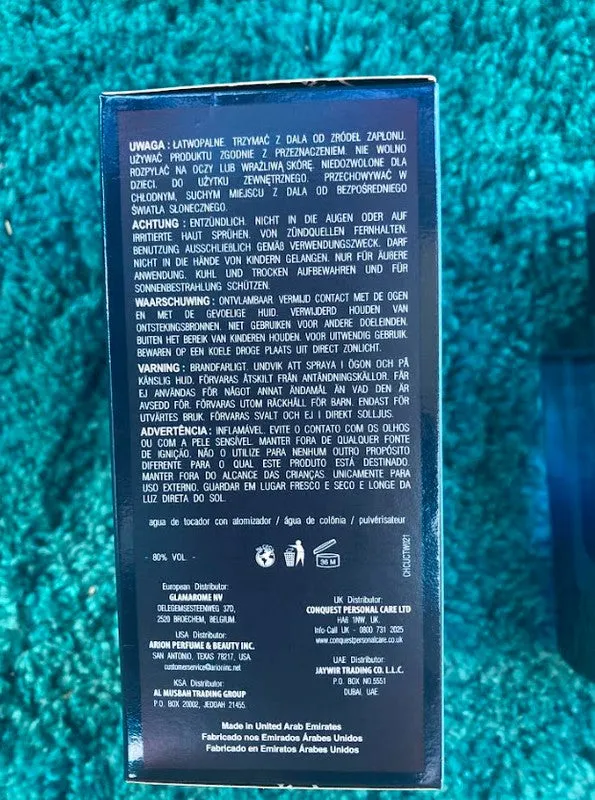 UWAGA : ŁATWOPALNE. TRZYMAĆ Z DALA OD ZRÓDEŁ ZAPŁONU.
UŻYWAĆ PRODUKTU ZGODNIE Z PRZEZNACZENIEM. NIE WOLNO
ROZPYLAĆ NA OCZY LUB WRAŻLIWĄ SKÓRĘ. NIEDOZWOLONE DLA
DZIECI. DO UŻYTKU ZEWNĘTRZNEGO. PRZECHOWYWAĆ W
CHŁODNYM, SUCHYM MIEJSCU Z DALA OD BEZPOŚREDNIEGO
ŚWIATŁA SŁONECZNEGO.
ACHTUNG : ENTZÜNDLICH. NICHT IN DIE AUGEN ODER AUF
IRRITIERTE HAUT SPRÜHEN. VON ZÜNDQUELLEN FERNHALTEN.
BENUTZUNG AUSSCHLIEßLICH GEMÄß VERWENDUNGSZWECK. DARF
NICHT IN DIE HÄNDE VON KINDERN GELANGEN. NUR FÜR ÄUßERE
ANWENDUNG. KUHL UND TROCKEN AUFBEWAHREN UND FÜR
SONNENBESTRAHLUNG SCHÜTZEN.
WAARSCHUWING : ONTVLAMBAAR VERMIJD CONTACT MET DE OGEN
EN MET DE GEVOELIGE HUID. VERWIJDERD HOUDEN VAN
ONTSTEKINGSBRONNEN. NIET GEBRUIKEN VOOR ANDERE DOELEINDEN.
BUITEN HET BEREIK VAN KINDEREN HOUDEN. VOOR UITWENDIG GEBRUIK.
BEWAREN OP EEN KOELE DROGE PLAATS UIT DIRECT ZONLICHT.
VARNING : BRANDFARLIGT. UNDVIK ATT SPRAYA I ÖGON OCH PÅ
KÄNSLIG HUD. FÖRVARAS ÅTSKILT FRÅN ANTÄNDNINGSKÄLLOR. FÅR
EJ ANVÄNDAS FÖR NÅGOT ANNAT ÄNDAMÅL ÄN VAD DEN ÄR
AVSEDD FÖR. FÖRVARAS UTOM RÄCKHÅLL FÖR BARN. ENDAST FÖR
UTVÄRTES BRUK. FÖRVARAS SVALT OCH EJ I DIREKT SOLLJUS.
ADVERTÊNCIA : INFLAMÁVEL. EVITE O CONTATO COM OS OLHOS
OU COM A PELE SENSÍVEL. MANTER FORA DE QUALQUER FONTE
DE IGNIÇÃO, NÃO O UTILIZE PARA NENHUM OUTRO PROPÓSITO
DIFERENTE PARA O QUAL ESTE PRODUTO ESTÁ DESTINADO.
MANTER FORA DO ALCANCE DAS CRIANÇAS. UNICAMENTE PARA
USO EXTERNO. GUARDAR EM LUGAR FRESCO E SECO E LONGE DA
LUZ DIRETA DO SOL.
agua de tocador con atomizador / água de colônia / pulvérisateur
- 80% VOL. -
36 M
CHCUCTWI021
European Distributor:
GLAMAROME NV
DELEGEMSESTEENWEG 37D,
2520 BROECHEM, BELGIUM.
UK Distributor:
CONQUEST PERSONAL CARE LTD
HA8 1NW, UK.
Info-Call UK - 0800 731 2025
www.conquestpersonalcare.co.uk
USA Distributor:
ARION PERFUME & BEAUTY INC.
SAN ANTONIO, TEXAS 78217, USA
customerservice@arioninc.net
UAE Distributor:
JAYWIR TRADING CO. L.L.C.
P.O. BOX NO.5551
DUBAI, UAE.
KSA Distributor:
AL MUSBAH TRADING GROUP
P.O. BOX 20002, JEDDAH 21455.
Made in United Arab Emirates
Fabricado nos Emirados Árabes Unidos
Fabricado en Emiratos Árabes Unidos